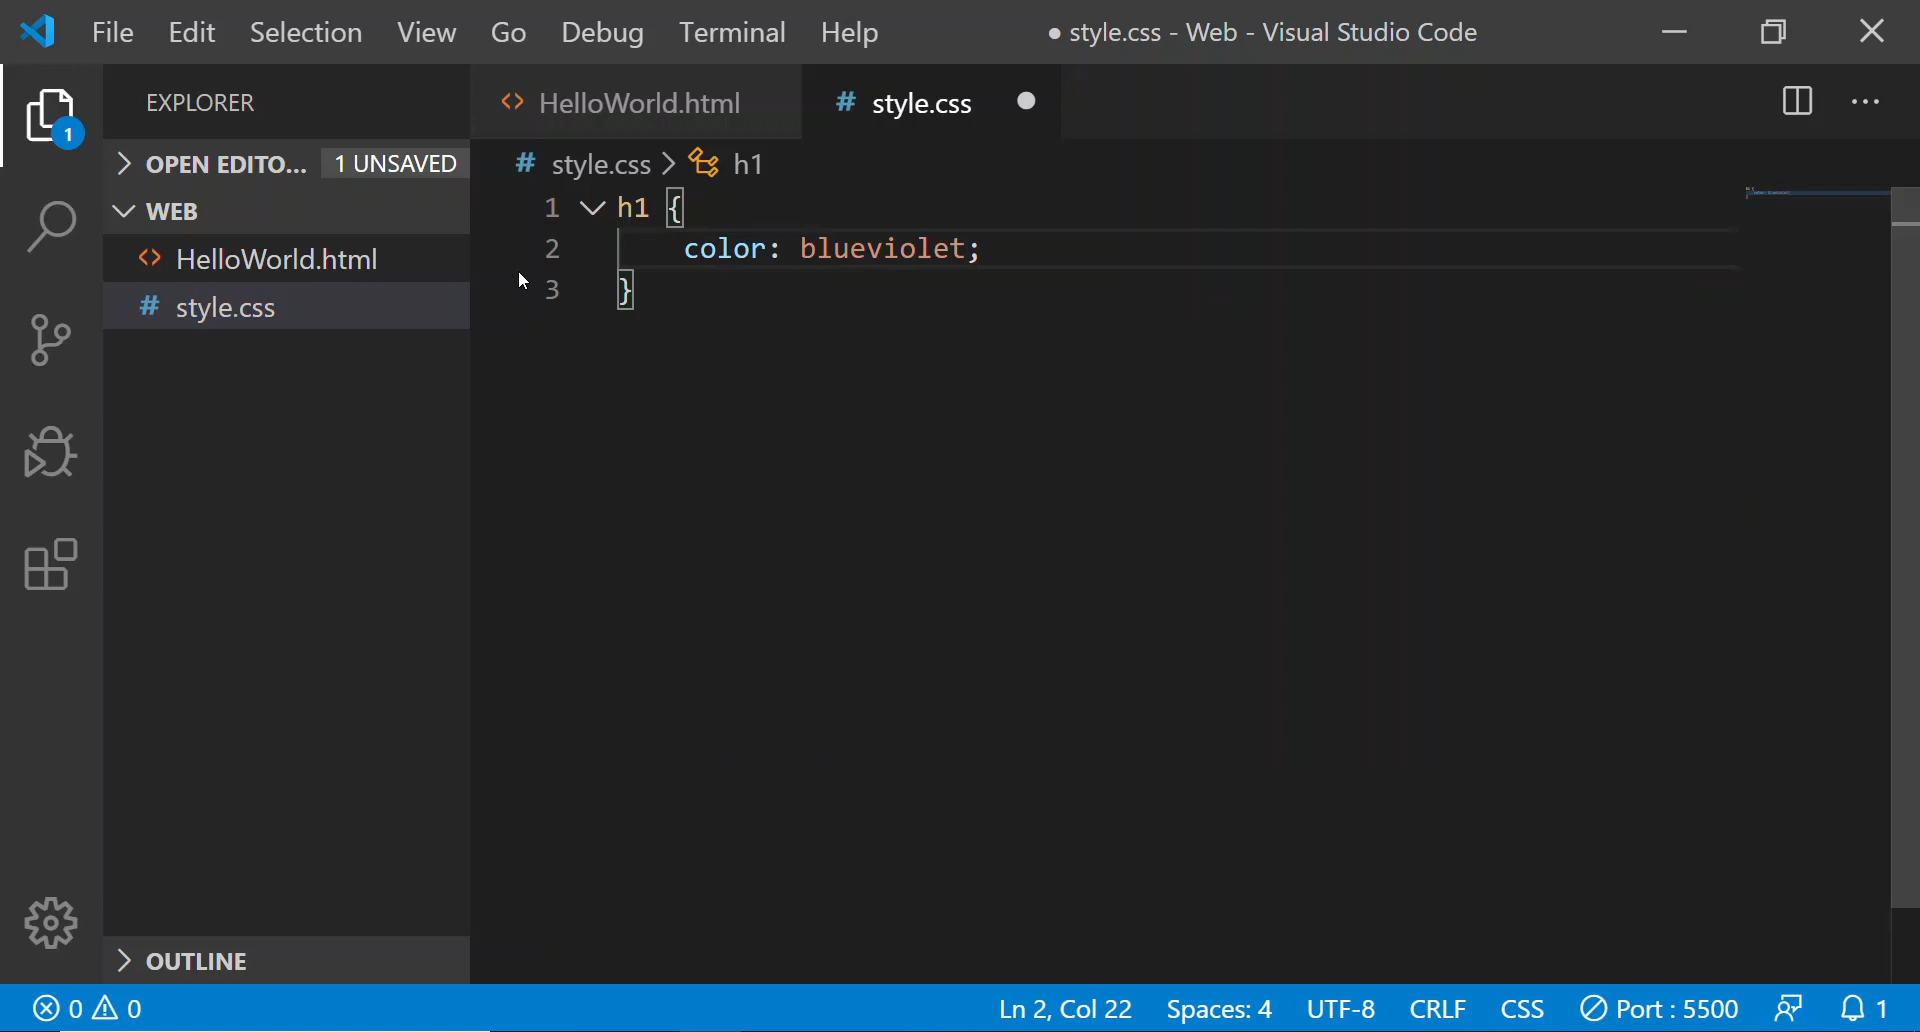 File Edit Selection View Go Debug Terminal Help ● style.css - Web - Visual Studio Code
EXPLORER
1
OPEN EDITO... 1 UNSAVED
WEB
<> HelloWorld.html
# style.css
OUTLINE
<> HelloWorld.html # style.css ●
# style.css > h1
1 h1 {
2 color: blueviolet;
3 }
0 0 Ln 2, Col 22 Spaces: 4 UTF-8 CRLF CSS Port : 5500 1